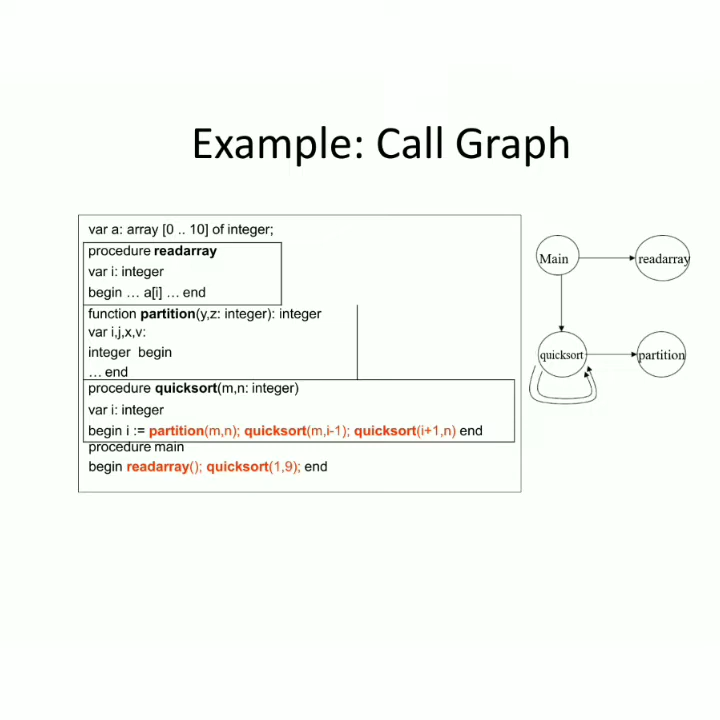 Example: Call Graph
var a: array [0 .. 10] of integer;
procedure readarray
var i: integer
begin … a[i] … end
function partition(y,z: integer): integer
var i,j,x,v:
integer begin
… end
procedure quicksort(m,n: integer)
var i: integer
begin i := partition(m,n); quicksort(m,i-1); quicksort(i+1,n) end
procedure main
begin readarray(); quicksort(1,9); end
Main
readarray
quicksort
partition